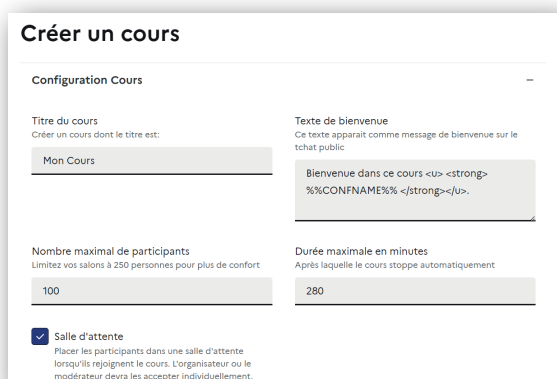 Créer un cours
Configuration Cours
Titre du cours
Créer un cours dont le titre est:
Mon Cours
Texte de bienvenue
Ce texte apparait comme message de bienvenue sur le
tchat public
Bienvenue dans ce cours <u> <strong>
%%CONFNAME%% </strong></u>.
Nombre maximal de participants
Limitez vos salons à 250 personnes pour plus de confort
100
Durée maximale en minutes
Après laquelle le cours stoppe automatiquement
280
Salle d'attente
Placer les participants dans une salle d'attente
lorsqu'ils rejoignent le cours. L'organisateur ou le
modérateur devra les accepter individuellement.